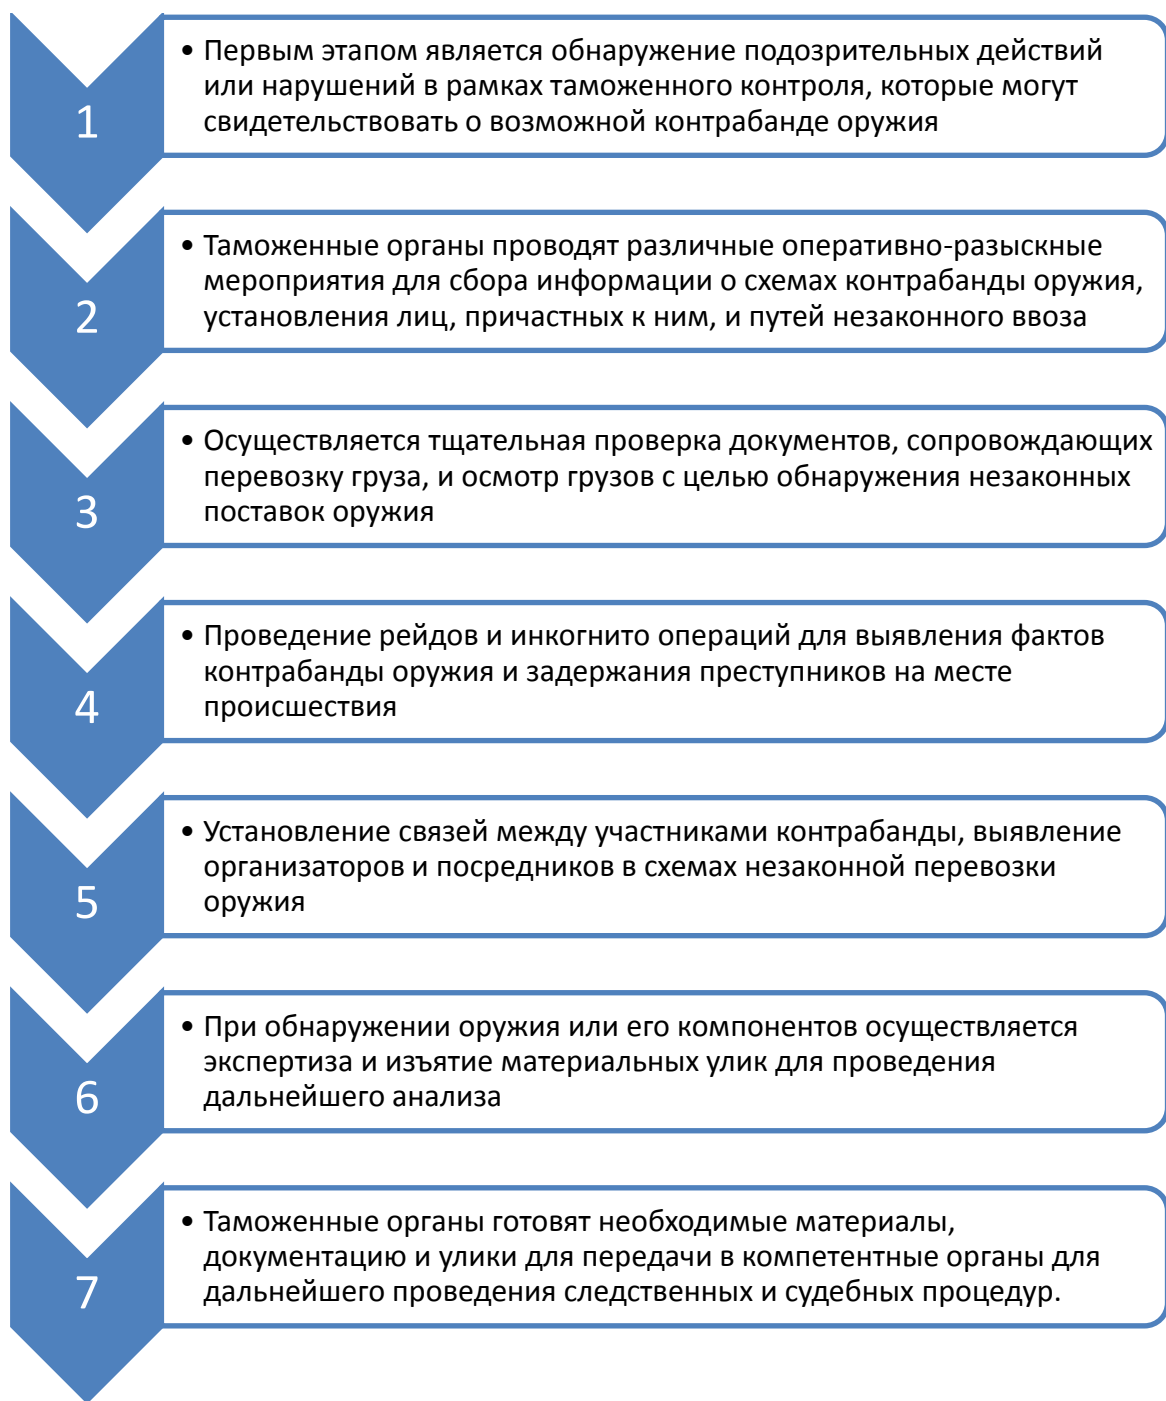 1
• Первым этапом является обнаружение подозрительных действий
или нарушений в рамках таможенного контроля, которые могут
свидетельствовать о возможной контрабанде оружия
2
• Таможенные органы проводят различные оперативно-разыскные
мероприятия для сбора информации о схемах контрабанды оружия,
установления лиц, причастных к ним, и путей незаконного ввоза
3
• Осуществляется тщательная проверка документов, сопровождающих
перевозку груза, и осмотр грузов с целью обнаружения незаконных
поставок оружия
4
• Проведение рейдов и инкогнито операций для выявления фактов
контрабанды оружия и задержания преступников на месте
происшествия
5
• Установление связей между участниками контрабанды, выявление
организаторов и посредников в схемах незаконной перевозки
оружия
6
• При обнаружении оружия или его компонентов осуществляется
экспертиза и изъятие материальных улик для проведения
дальнейшего анализа
7
• Таможенные органы готовят необходимые материалы,
документацию и улики для передачи в компетентные органы для
дальнейшего проведения следственных и судебных процедур.